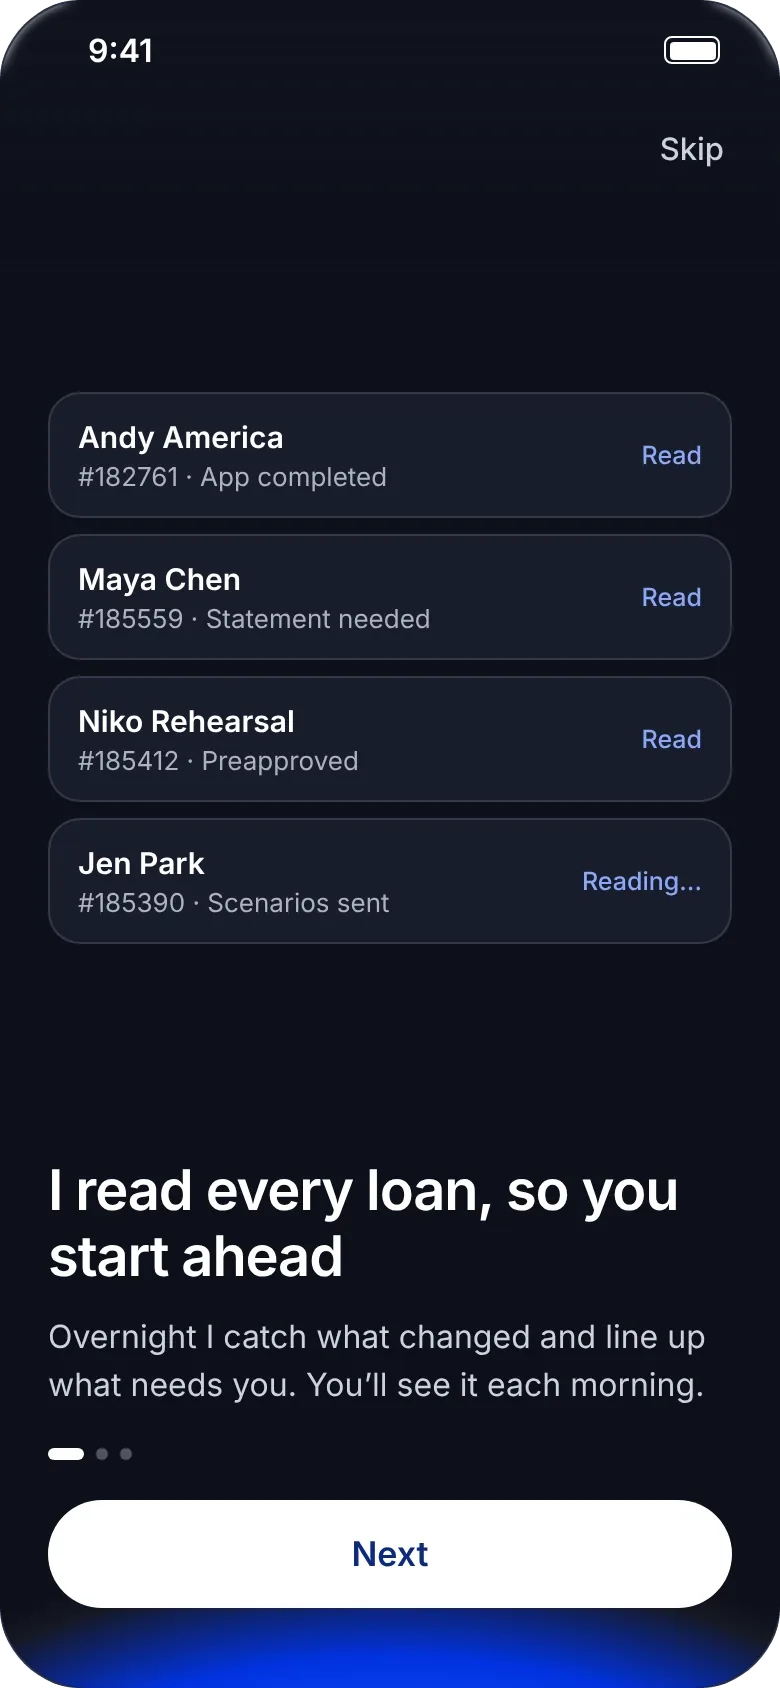 9:41
Skip
Andy America
#182761 · App completed
Read
Maya Chen
#185559 · Statement needed
Read
Niko Rehearsal
#185412 · Preapproved
Read
Jen Park
#185390 · Scenarios sent
Reading...
I read every loan, so you
start ahead
Overnight I catch what changed and line up
what needs you. You’ll see it each morning.
Next